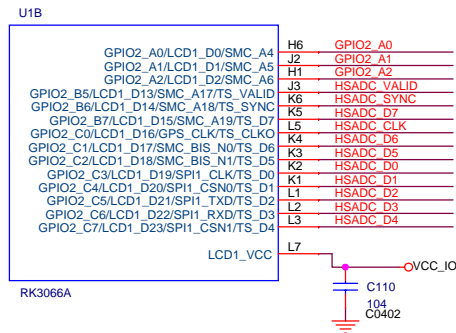 U1B
GPIO2_A0/LCD1_D0/SMC_A4 H6 GPIO2_A0
GPIO2_A1/LCD1_D1/SMC_A5 J2 GPIO2_A1
GPIO2_A2/LCD1_D2/SMC_A6 H1 GPIO2_A2
GPIO2_B5/LCD1_D13/SMC_A17/TS_VALID J3 HSADC_VALID
GPIO2_B6/LCD1_D14/SMC_A18/TS_SYNC K6 HSADC_SYNC
GPIO2_B7/LCD1_D15/SMC_A19/TS_D7 K5 HSADC_D7
GPIO2_C0/LCD1_D16/GPS_CLK/TS_CLKO L5 HSADC_CLK
GPIO2_C1/LCD1_D17/SMC_BIS_N0/TS_D6 K4 HSADC_D6
GPIO2_C2/LCD1_D18/SMC_BIS_N1/TS_D5 K3 HSADC_D5
GPIO2_C3/LCD1_D19/SPI1_CLK/TS_D0 K2 HSADC_D0
GPIO2_C4/LCD1_D20/SPI1_CSN0/TS_D1 K1 HSADC_D1
GPIO2_C5/LCD1_D21/SPI1_TXD/TS_D2 L1 HSADC_D2
GPIO2_C6/LCD1_D22/SPI1_RXD/TS_D3 L2 HSADC_D3
GPIO2_C7/LCD1_D23/SPI1_CSN1/TS_D4 L3 HSADC_D4
LCD1_VCC L7
VCC_IO
RK3066A
C110
104
C0402